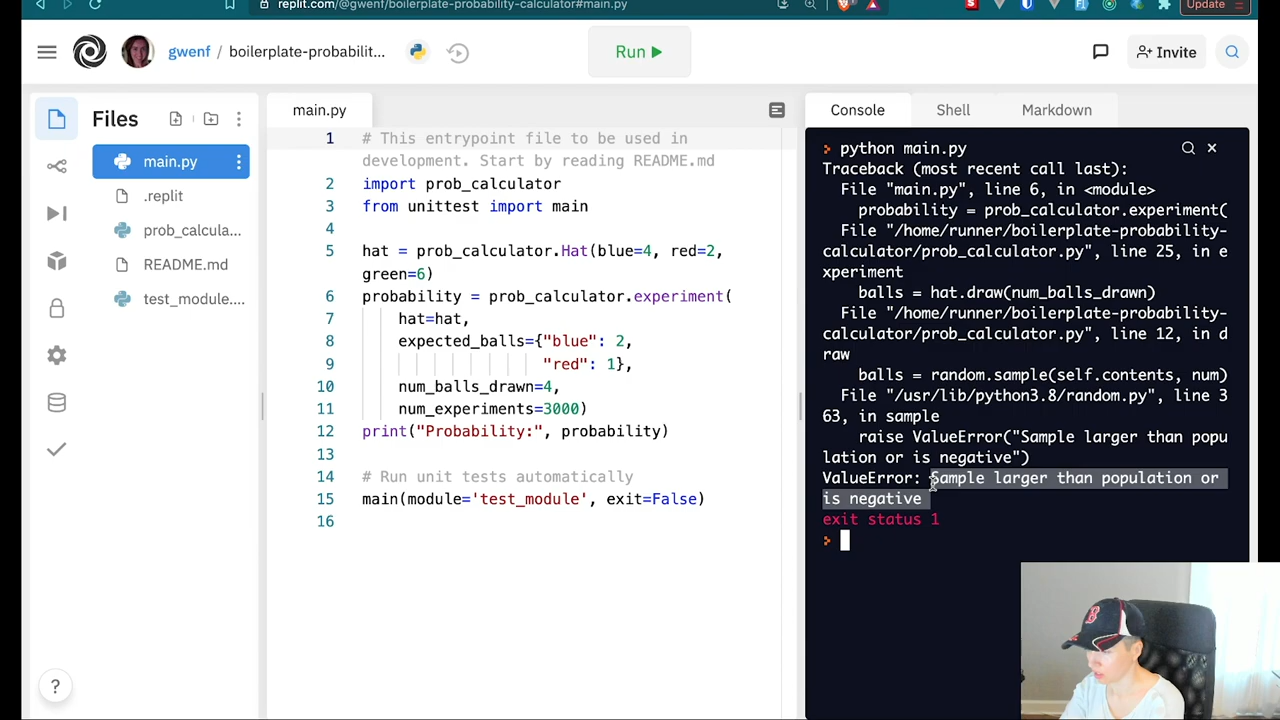 replit.com/@gwenf/boilerplate-probability-calculator#main.py
Update
gwenf / boilerplate-probabilit...
Run
Invite
Files
main.py
.replit
prob_calcula...
README.md
test_module....
?
main.py
1 # This entrypoint file to be used in
development. Start by reading README.md
2 import prob_calculator
3 from unittest import main
4
5 hat = prob_calculator.Hat(blue=4, red=2,
green=6)
6 probability = prob_calculator.experiment(
7 hat=hat,
8 expected_balls={"blue": 2,
9 "red": 1},
10 num_balls_drawn=4,
11 num_experiments=3000)
12 print("Probability:", probability)
13
14 # Run unit tests automatically
15 main(module='test_module', exit=False)
16
Console Shell Markdown
python main.py
Traceback (most recent call last):
File "main.py", line 6, in <module>
probability = prob_calculator.experiment(
File "/home/runner/boilerplate-probability-
calculator/prob_calculator.py", line 25, in e
xperiment
balls = hat.draw(num_balls_drawn)
File "/home/runner/boilerplate-probability-
calculator/prob_calculator.py", line 12, in d
raw
balls = random.sample(self.contents, num)
File "/usr/lib/python3.8/random.py", line 3
63, in sample
raise ValueError("Sample larger than popu
lation or is negative")
ValueError: Sample larger than population or
is negative
exit status 1
B